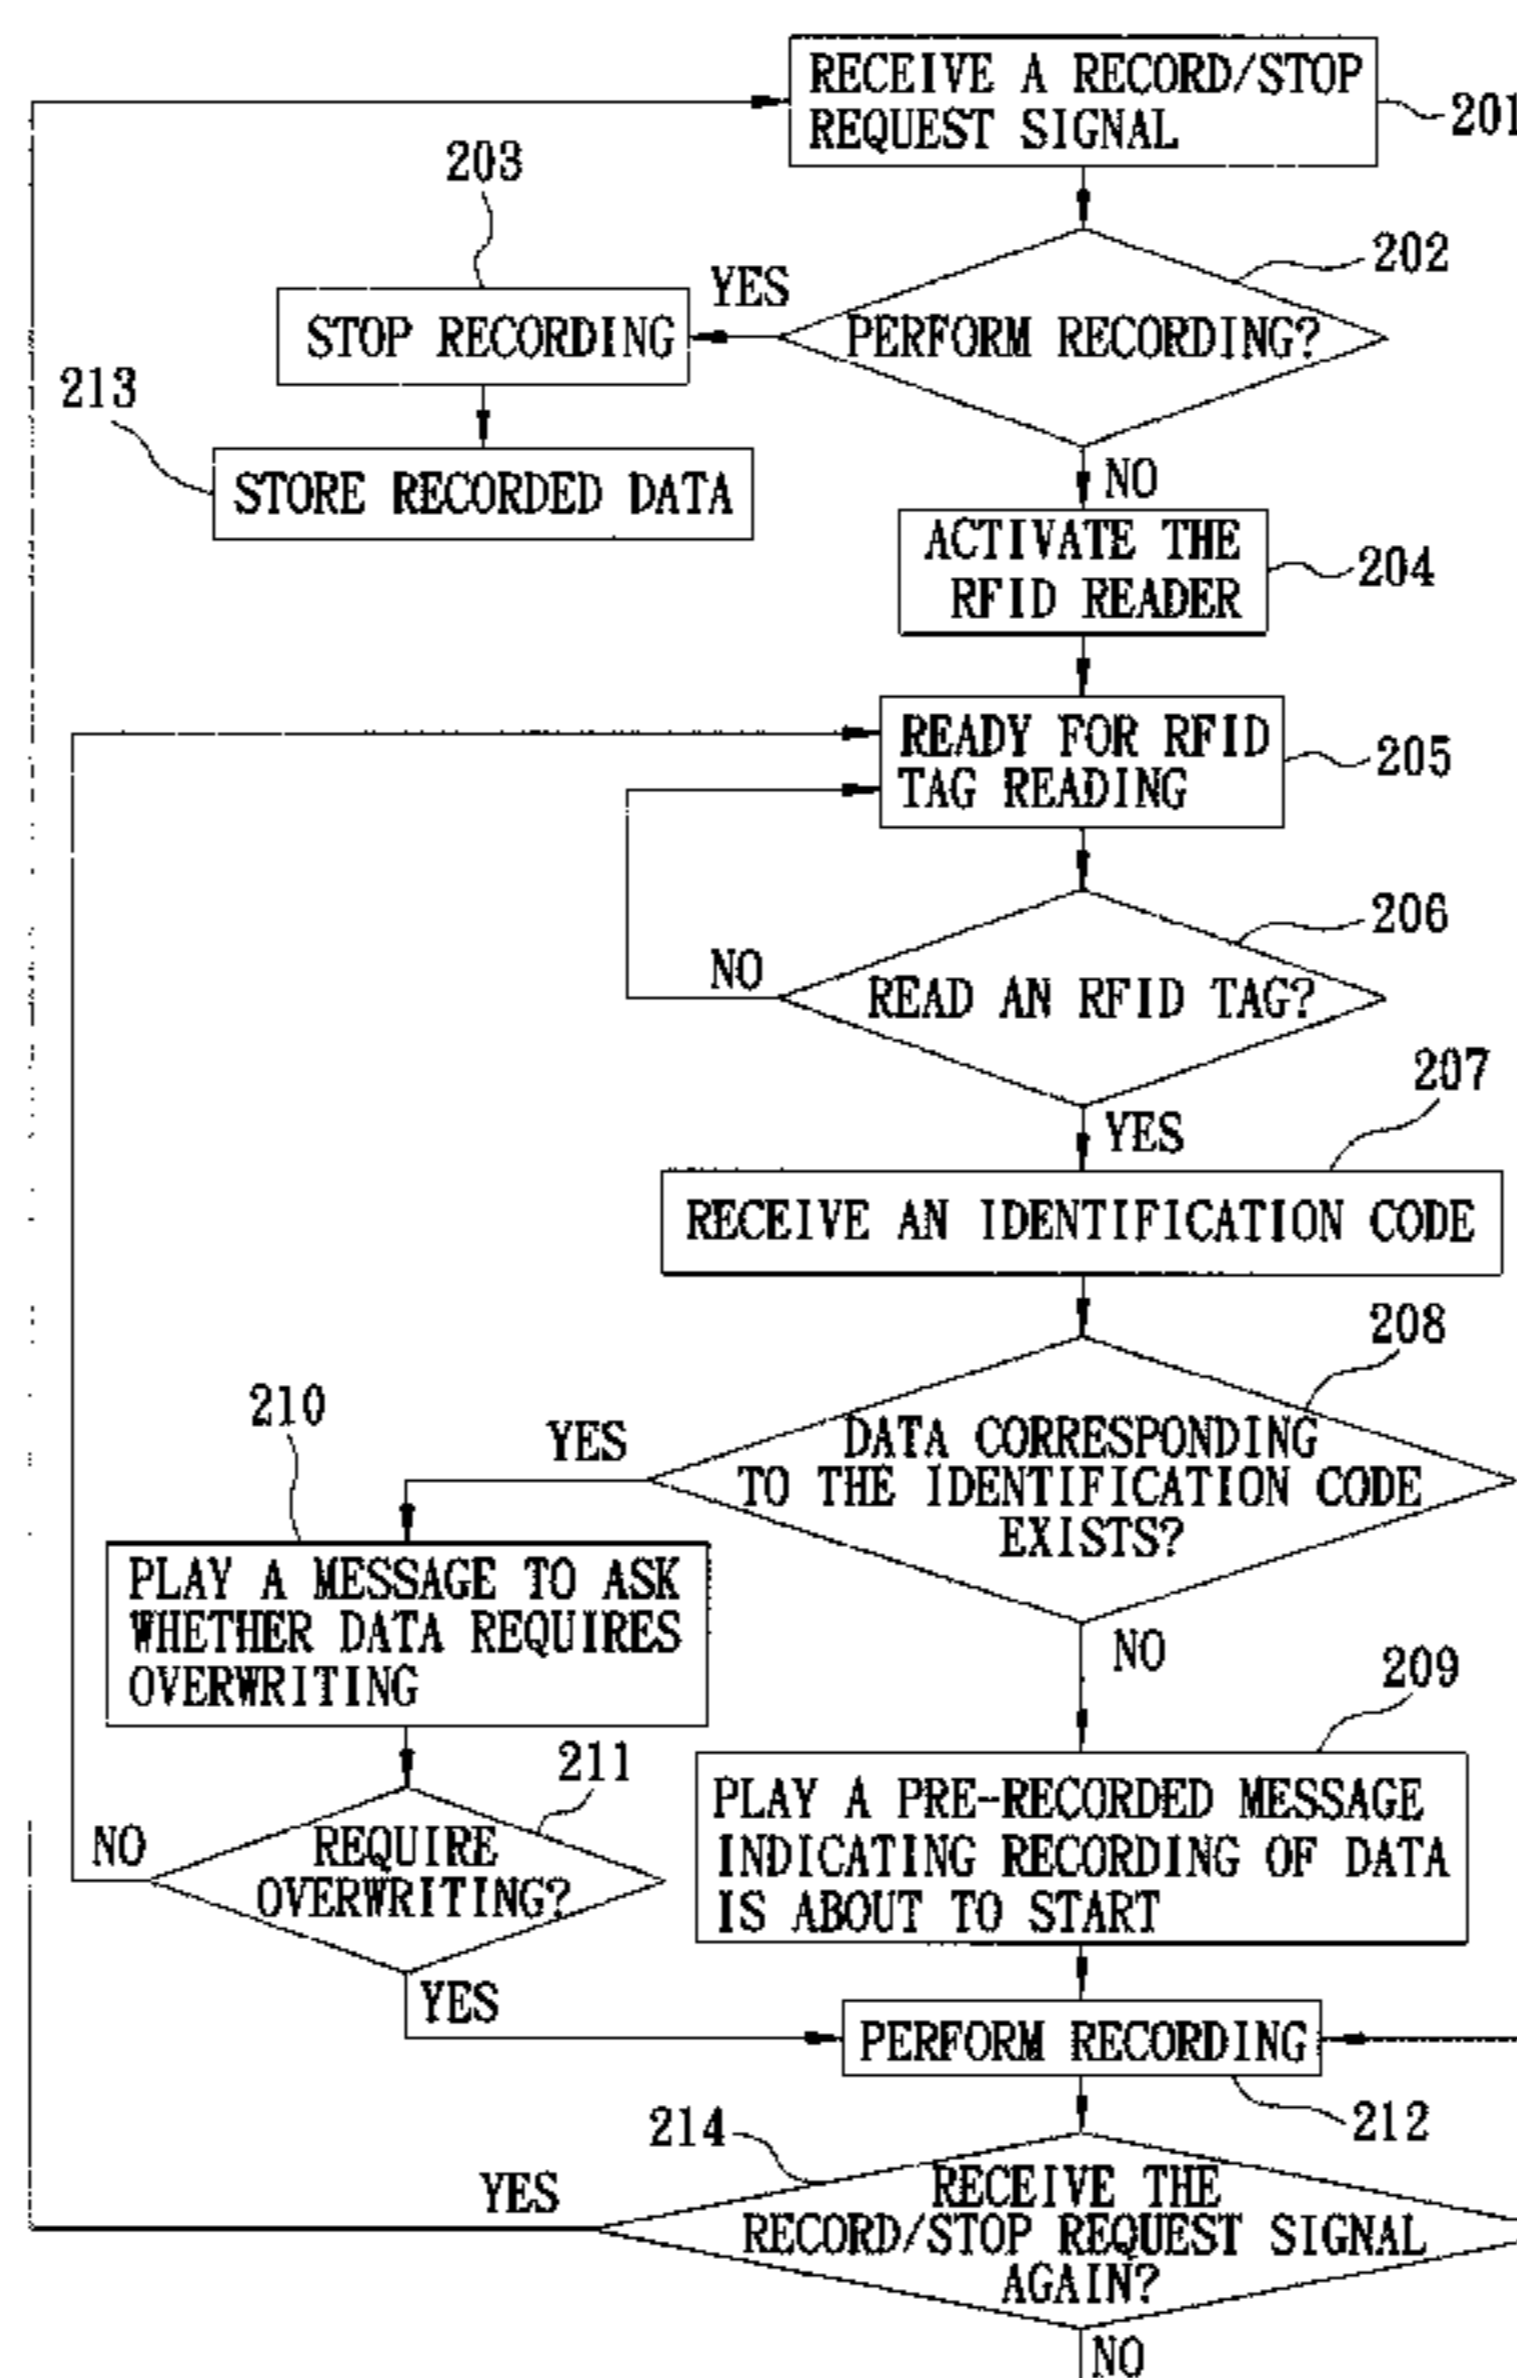 RECEIVE A RECORD/STOP
REQUEST SIGNAL
201
203
202
YES
STOP RECORDING
PERFORM RECORDING?
213
STORE RECORDED DATA
NO
ACTIVATE THE
RFID READER
204
READY FOR RFID
TAG READING
205
206
NO
READ AN RFID TAG?
207
YES
RECEIVE AN IDENTIFICATION CODE
208
210
YES
DATA CORRESPONDING
TO THE IDENTIFICATION CODE
EXISTS?
PLAY A MESSAGE TO ASK
WHETHER DATA REQUIRES
OVERWRITING
NO
209
211
PLAY A PRE-RECORDED MESSAGE
INDICATING RECORDING OF DATA
IS ABOUT TO START
NO
REQUIRE
OVERWRITING?
YES
PERFORM RECORDING
212
214
YES
RECEIVE THE
RECORD/STOP REQUEST SIGNAL
AGAIN?
NO